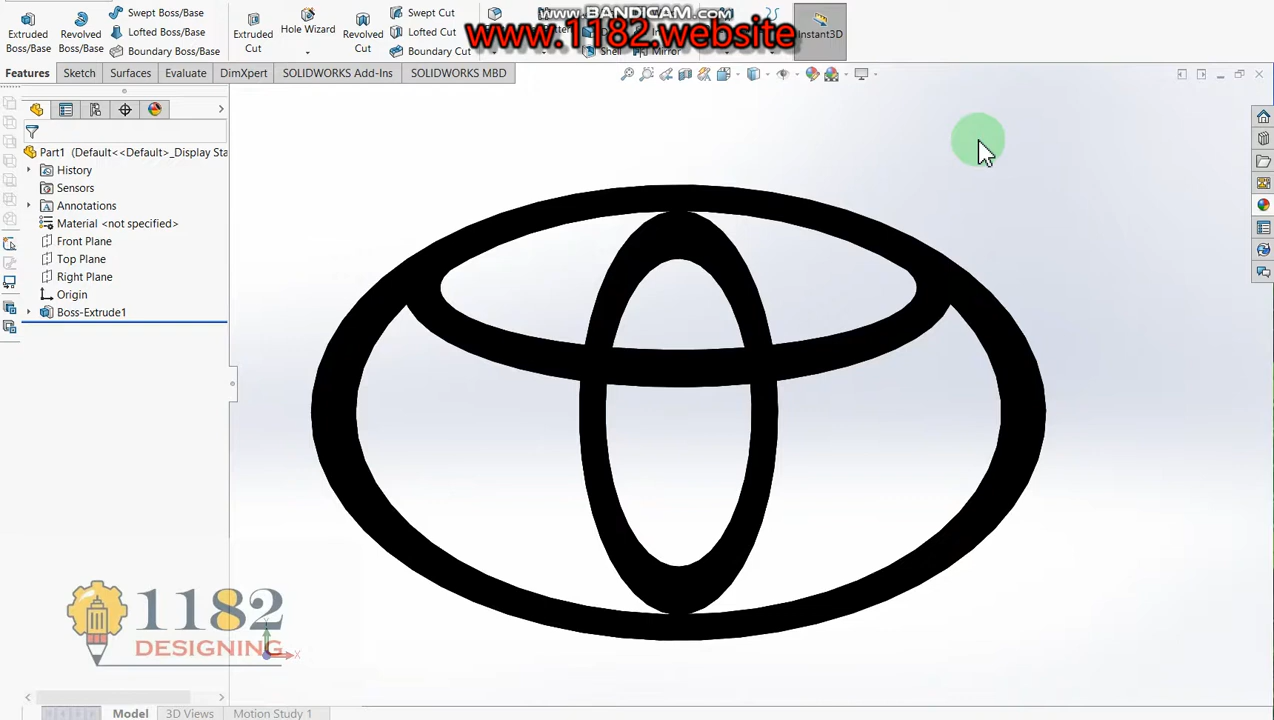 www.BANDICAM.com
www.1182.website
Swept Boss/Base
Lofted Boss/Base
Boundary Boss/Base
Extruded Boss/Base
Revolved Boss/Base
Extruded Cut
Hole Wizard
Revolved Cut
Swept Cut
Lofted Cut
Boundary Cut
Shell
Mirror
Instant3D
Features Sketch Surfaces Evaluate DimXpert SOLIDWORKS Add-Ins SOLIDWORKS MBD
Part1 (Default<<Default>_Display Sta
History
Sensors
Annotations
Material <not specified>
Front Plane
Top Plane
Right Plane
Origin
Boss-Extrude1
1182
DESIGNING
Y
X
Model 3D Views Motion Study 1